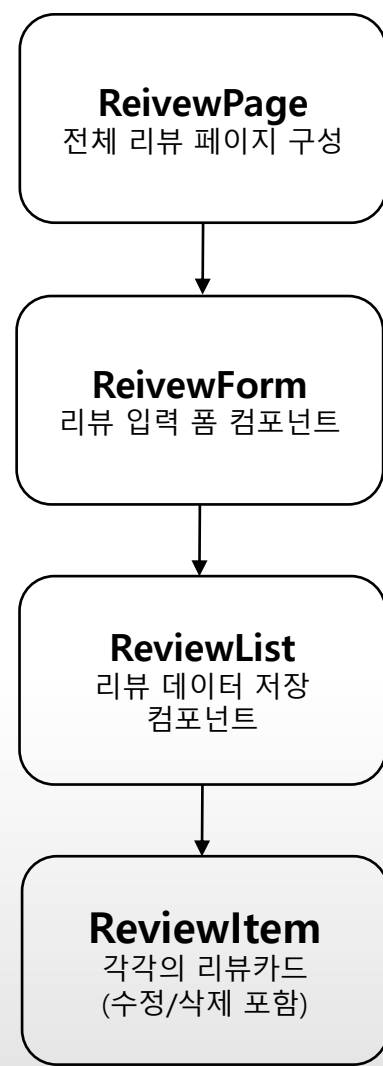 ReivewPage
전체 리뷰 페이지 구성
ReivewForm
리뷰 입력 폼 컴포넌트
ReviewList
리뷰 데이터 저장
컴포넌트
ReviewItem
각각의 리뷰카드
(수정/삭제 포함)